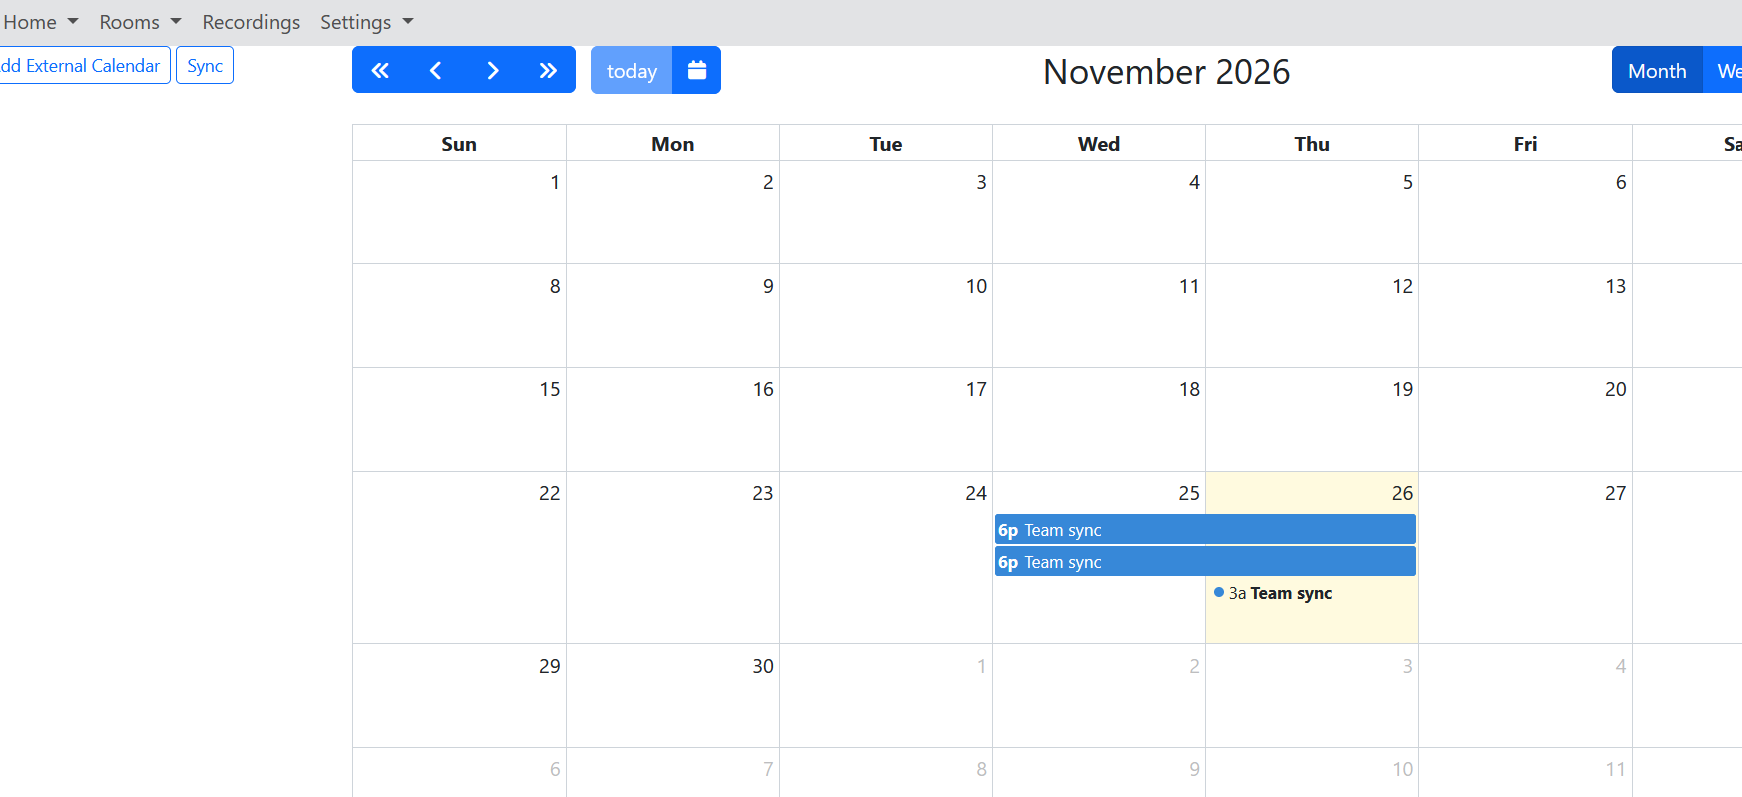 Home Rooms Recordings Settings
dd External Calendar Sync
today November 2026 Month We
Sun Mon Tue Wed Thu Fri Sa
1 2 3 4 5 6
8 9 10 11 12 13
15 16 17 18 19 20
22 23 24 25 26 27
6p Team sync
6p Team sync
3a Team sync
29 30 1 2 3 4
6 7 8 9 10 11